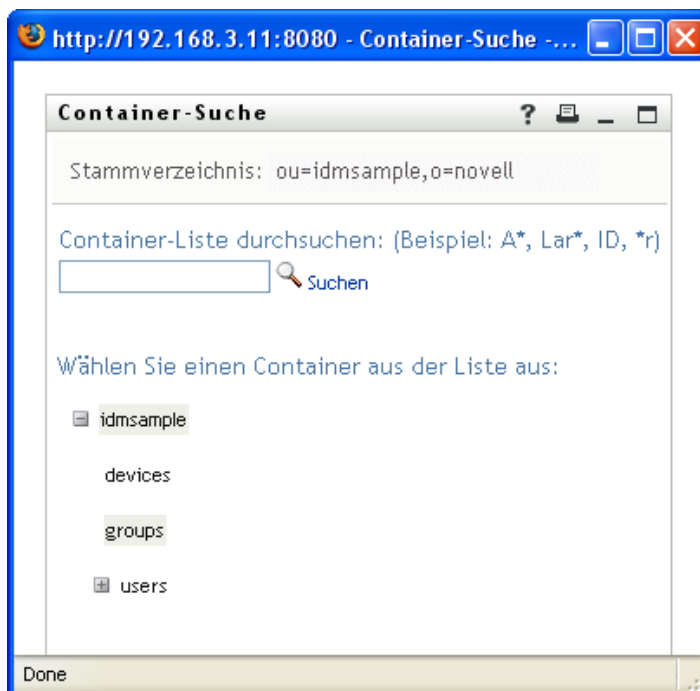 http://192.168.3.11:8080 - Container-Suche -...
Container-Suche
Stammverzeichnis: ou=idmsample,o=novell
Container-Liste durchsuchen: (Beispiel: A*, Lar*, ID, *r)
Suchen
Wählen Sie einen Container aus der Liste aus:
idmsample
devices
groups
users
Done